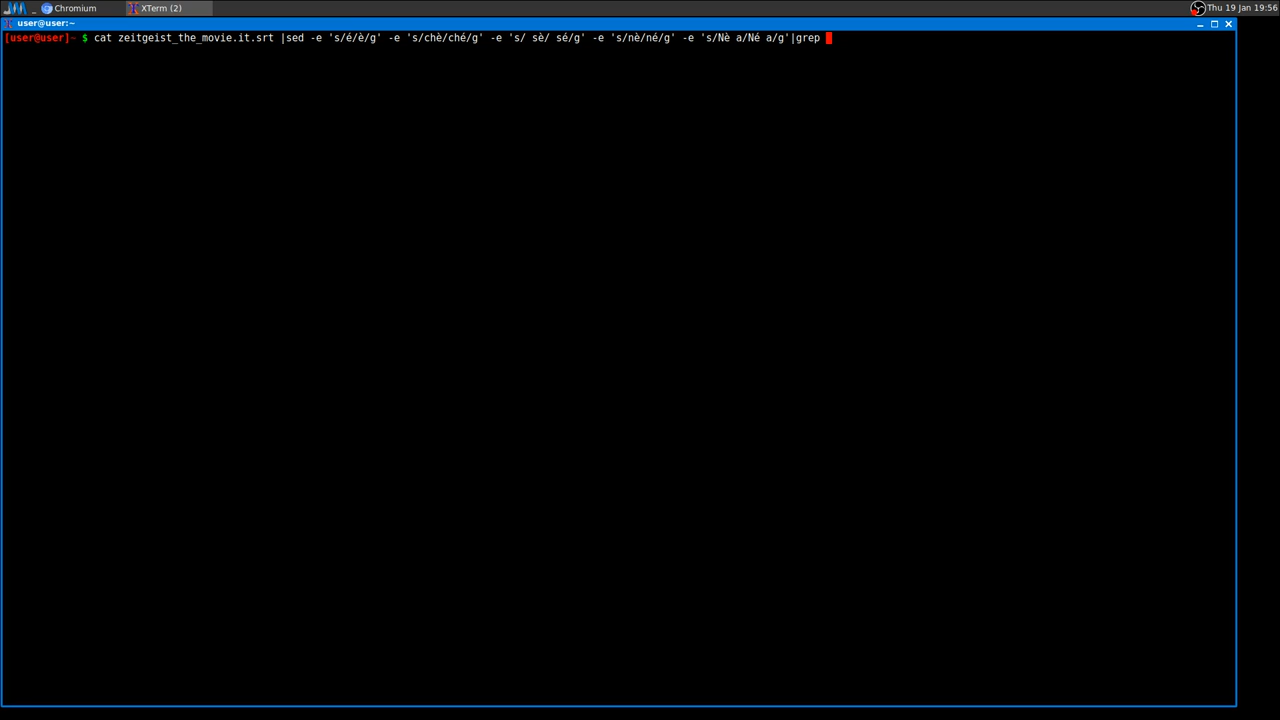 _ Chromium XTerm (2) Thu 19 Jan 19:56
user@user:~
[user@user]~ $ cat zeitgeist_the_movie.it.srt |sed -e 's/é/è/g' -e 's/chè/ché/g' -e 's/ sè/ sé/g' -e 's/nè/né/g' -e 's/Nè a/Né a/g'|grep